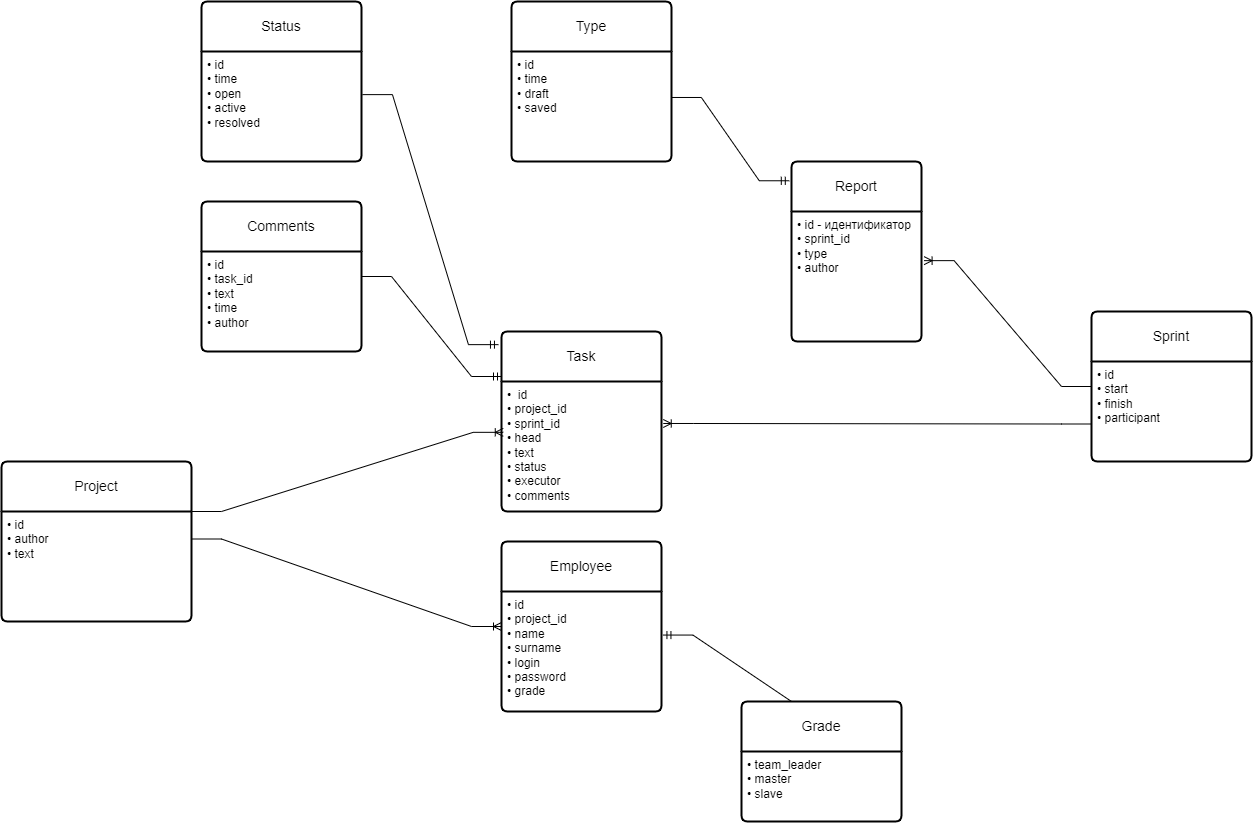 Status
• id
• time
• open
• active
• resolved
Type
• id
• time
• draft
• saved
Report
• id - идентификатор
• sprint_id
• type
• author
Comments
• id
• task_id
• text
• time
• author
Sprint
• id
• start
• finish
• participant
Task
• id
• project_id
• sprint_id
• head
• text
• status
• executor
• comments
Project
• id
• author
• text
Employee
• id
• project_id
• name
• surname
• login
• password
• grade
Grade
• team_leader
• master
• slave